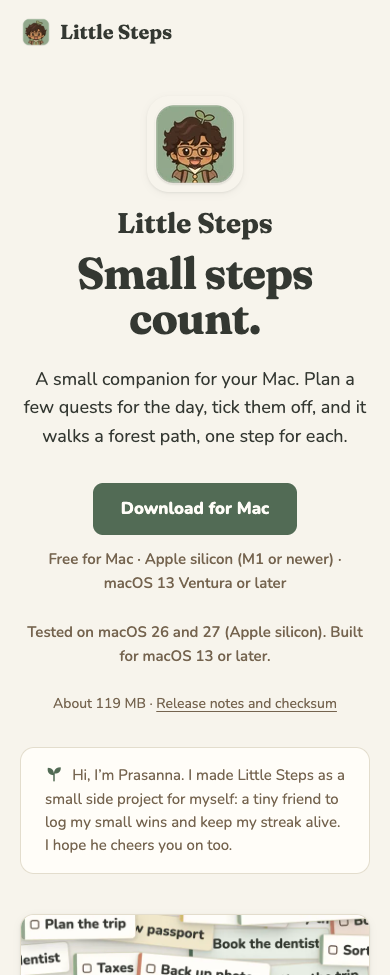 Little Steps
Little Steps
Small steps
count.
A small companion for your Mac. Plan a
few quests for the day, tick them off, and it
walks a forest path, one step for each.
Download for Mac
Free for Mac · Apple silicon (M1 or newer) ·
macOS 13 Ventura or later
Tested on macOS 26 and 27 (Apple silicon). Built
for macOS 13 or later.
About 119 MB · Release notes and checksum
Hi, I’m Prasanna. I made Little Steps as a
small side project for myself: a tiny friend to
log my small wins and keep my streak alive.
I hope he cheers you on too.
Plan the trip
passport
Book the dentist
Taxes
Back up